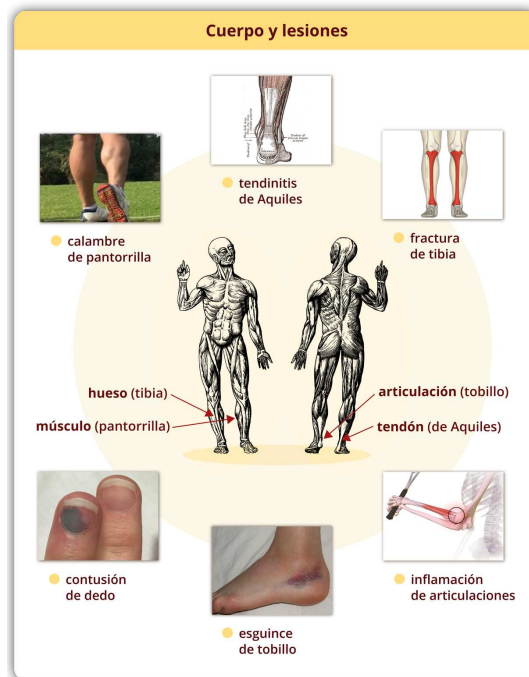 Cuerpo y lesiones
tendinitis
de Aquiles
calambre
de pantorrilla
fractura
de tibia
hueso (tibia)
músculo (pantorrilla)
articulación (tobillo)
tendón (de Aquiles)
contusión
de dedo
esguince
de tobillo
inflamación
de articulaciones